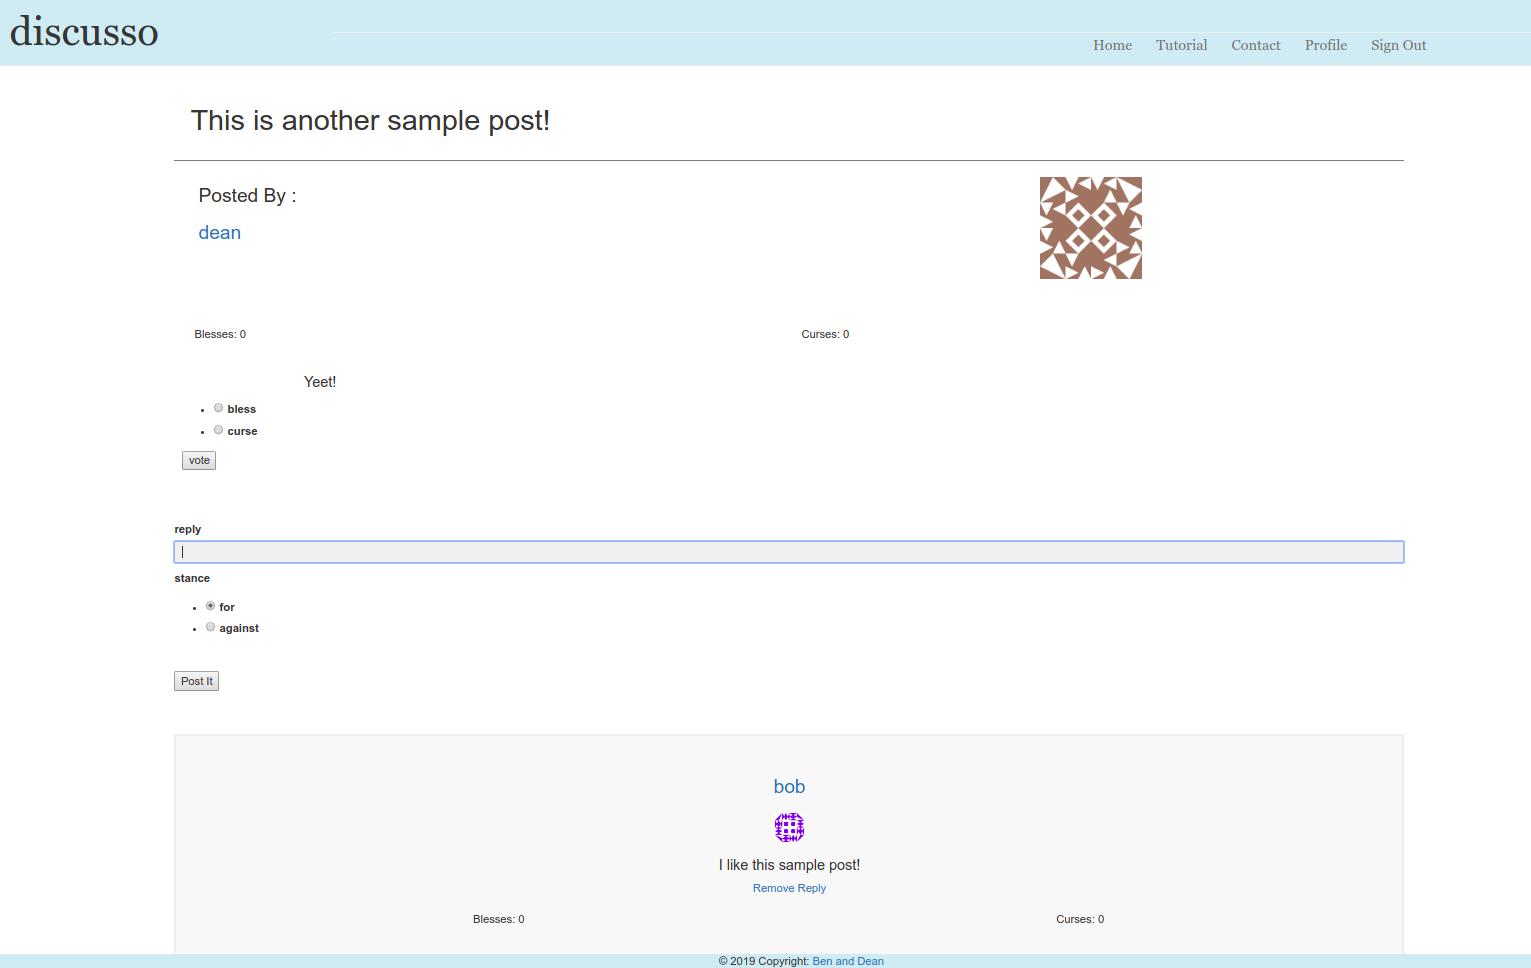 discusso
Home Tutorial Contact Profile Sign Out
This is another sample post!
Posted By :
dean
Blesses: 0 Curses: 0
Yeet!
bless
curse
vote
reply
stance
for
against
Post It
bob
I like this sample post!
Remove Reply
Blesses: 0 Curses: 0
© 2019 Copyright: Ben and Dean